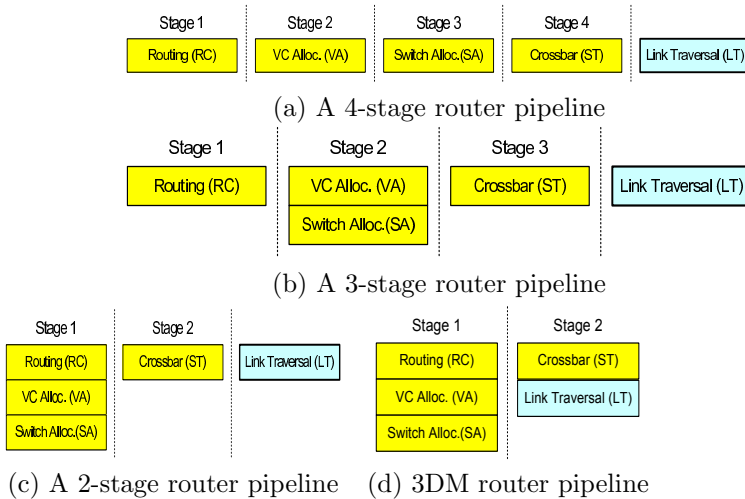 Stage 1 Stage 2 Stage 3 Stage 4
Routing (RC) VC Alloc. (VA) Switch Alloc.(SA) Crossbar (ST) Link Traversal (LT)
(a) A 4-stage router pipeline
Stage 1 Stage 2 Stage 3
Routing (RC) VC Alloc. (VA) Crossbar (ST) Link Traversal (LT)
Switch Alloc.(SA)
(b) A 3-stage router pipeline
Stage 1 Stage 2
Routing (RC) Crossbar (ST) Link Traversal (LT)
VC Alloc. (VA)
Switch Alloc.(SA)
(c) A 2-stage router pipeline
Stage 1 Stage 2
Routing (RC) Crossbar (ST)
VC Alloc. (VA) Link Traversal (LT)
Switch Alloc.(SA)
(d) 3DM router pipeline